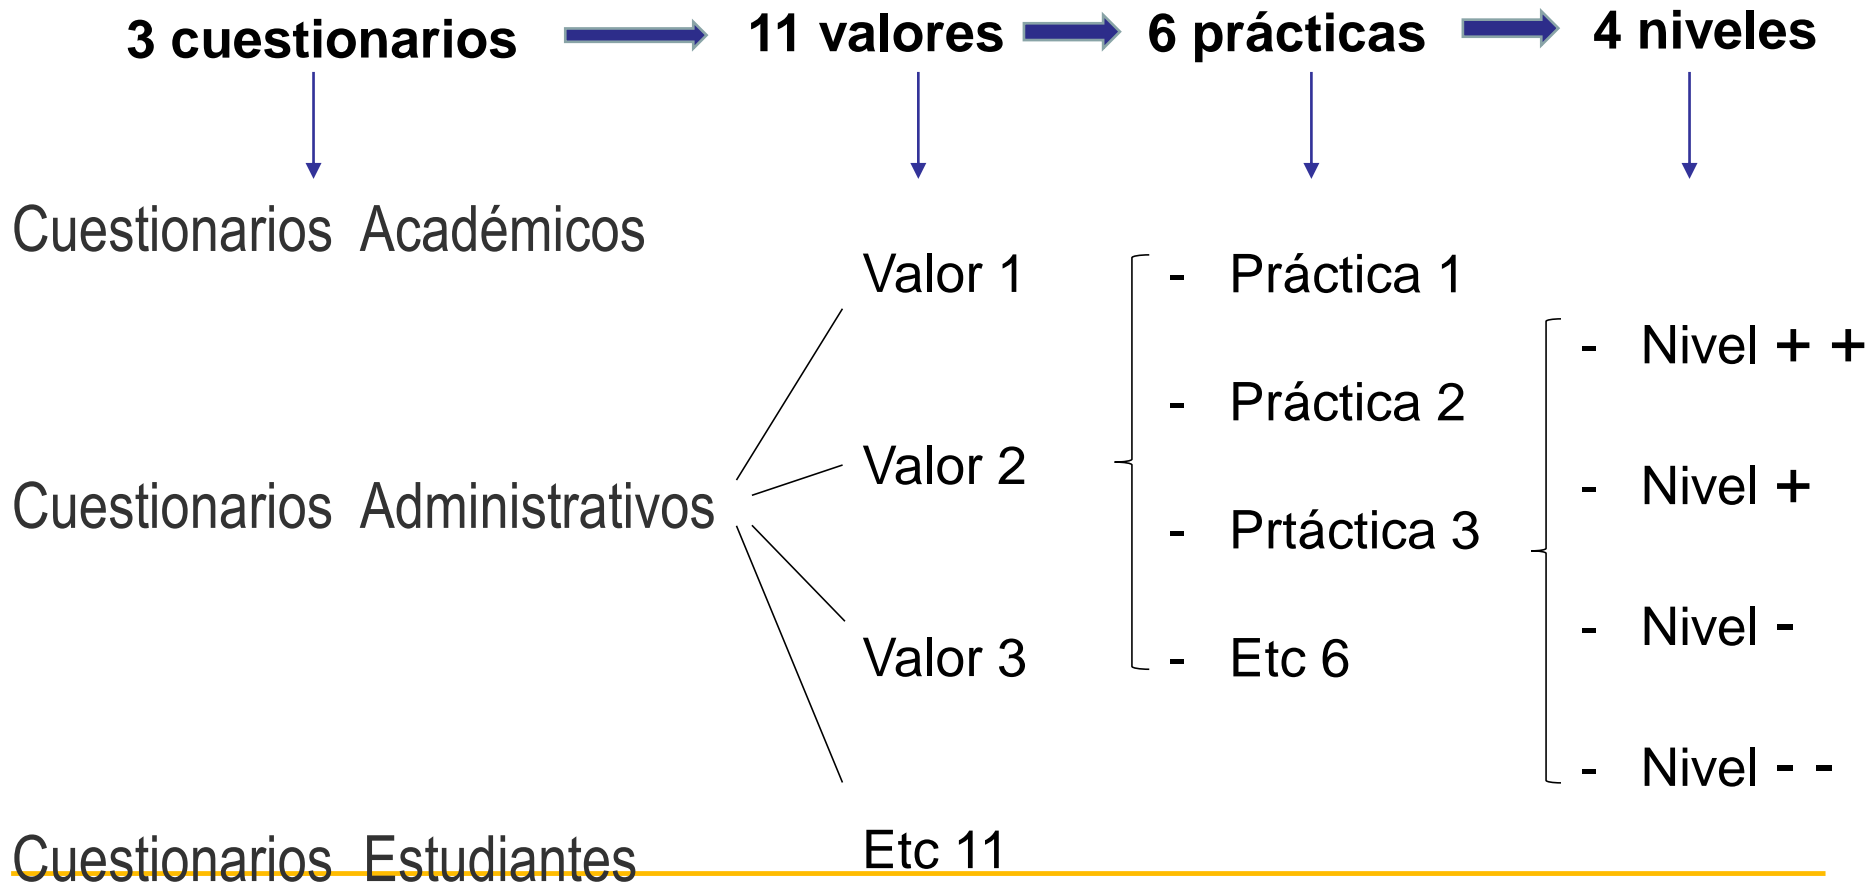 3 cuestionarios
11 valores
6 prácticas
4 niveles
Cuestionarios Académicos
Cuestionarios Administrativos
Cuestionarios Estudiantes
Valor 1
Valor 2
Valor 3
Etc 11
- Práctica 1
- Práctica 2
- Prtáctica 3
- Etc 6
- Nivel + +
- Nivel +
- Nivel -
- Nivel - -